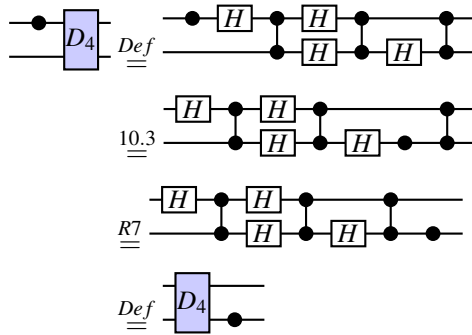 D₄ Def = H H H H
10.3 = H H H H
R7 = H H H H
Def = D₄